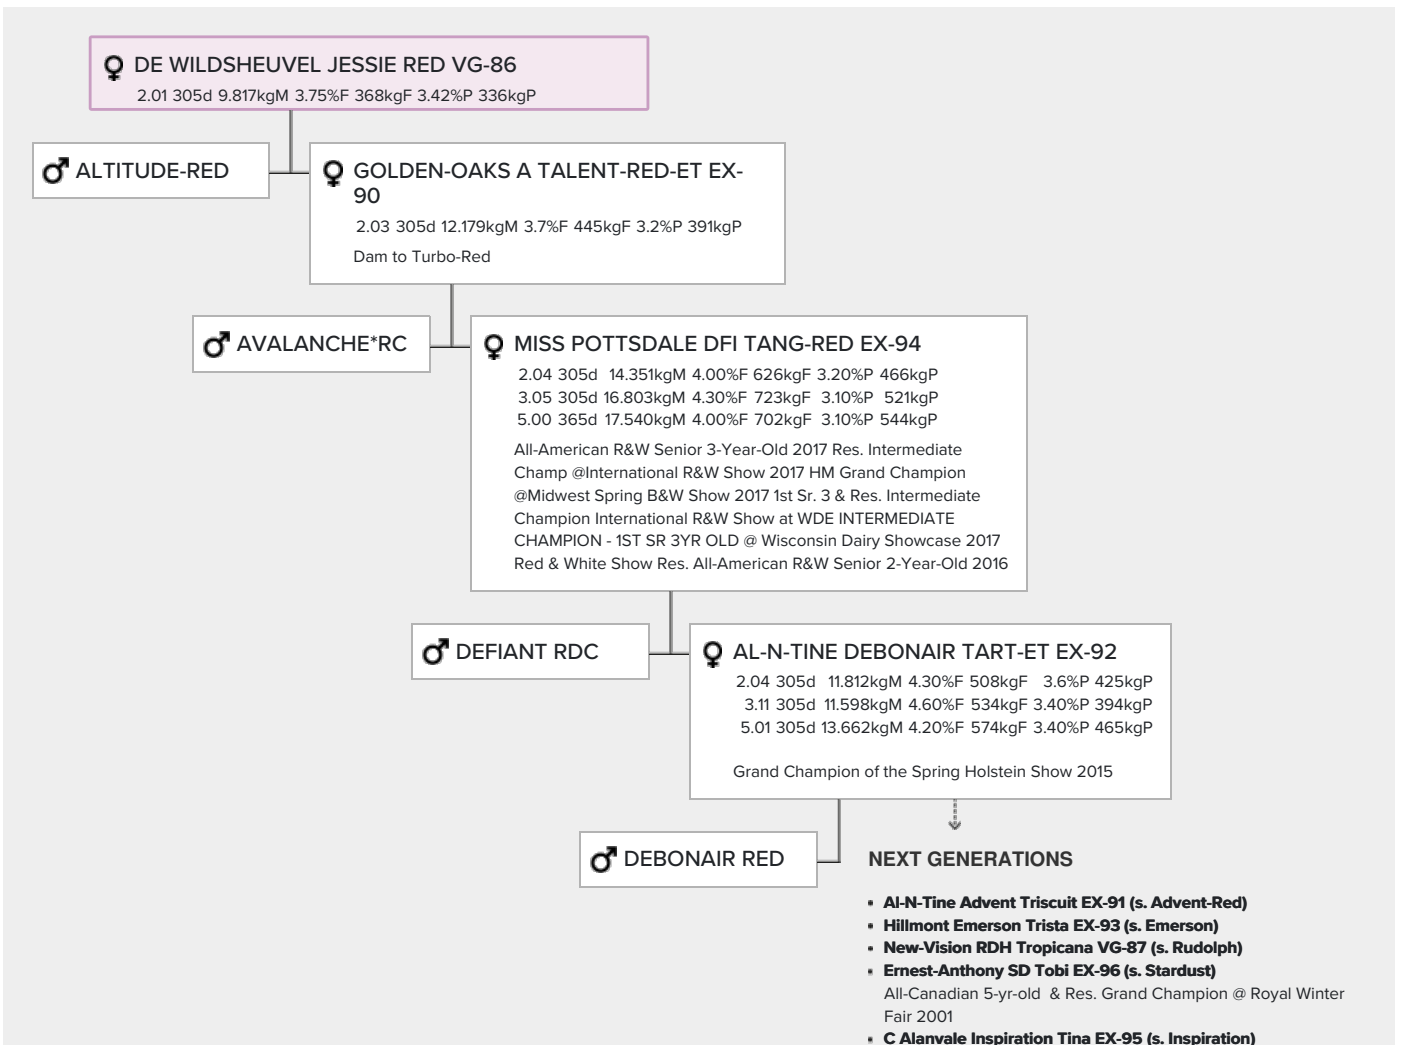 DE WILDSHEUVEL JESSIE RED VG-86
2.01 305d 9.817kgM 3.75%F 368kgF 3.42%P 336kgP
ALTITUDE-RED
GOLDEN-OAKS A TALENT-RED-ET EX-
90
2.03 305d 12.179kgM 3.7%F 445kgF 3.2%P 391kgP
Dam to Turbo-Red
AVALANCHE*RC
MISS POTTSDALE DFI TANG-RED EX-94
2.04 305d 14.351kgM 4.00%F 626kgF 3.20%P 466kgP
3.05 305d 16.803kgM 4.30%F 723kgF 3.10%P 521kgP
5.00 365d 17.540kgM 4.00%F 702kgF 3.10%P 544kgP
All-American R&W Senior 3-Year-Old 2017 Res. Intermediate
Champ @International R&W Show 2017 HM Grand Champion
@Midwest Spring B&W Show 2017 1st Sr. 3 & Res. Intermediate
Champion International R&W Show at WDE INTERMEDIATE
CHAMPION - 1ST SR 3YR OLD @ Wisconsin Dairy Showcase 2017
Red & White Show Res. All-American R&W Senior 2-Year-Old 2016
DEFIANT RDC
AL-N-TINE DEBONAIR TART-ET EX-92
2.04 305d 11.812kgM 4.30%F 508kgF 3.6%P 425kgP
3.11 305d 11.598kgM 4.60%F 534kgF 3.40%P 394kgP
5.01 305d 13.662kgM 4.20%F 574kgF 3.40%P 465kgP
Grand Champion of the Spring Holstein Show 2015
DEBONAIR RED
NEXT GENERATIONS
• Al-N-Tine Advent Triscuit EX-91 (s. Advent-Red)
• Hillmont Emerson Trista EX-93 (s. Emerson)
• New-Vision RDH Tropicana VG-87 (s. Rudolph)
• Ernest-Anthony SD Tobi EX-96 (s. Stardust)
All-Canadian 5-yr-old & Res. Grand Champion @ Royal Winter
Fair 2001
• C Alanvale Inspiration Tina EX-95 (s. Inspiration)